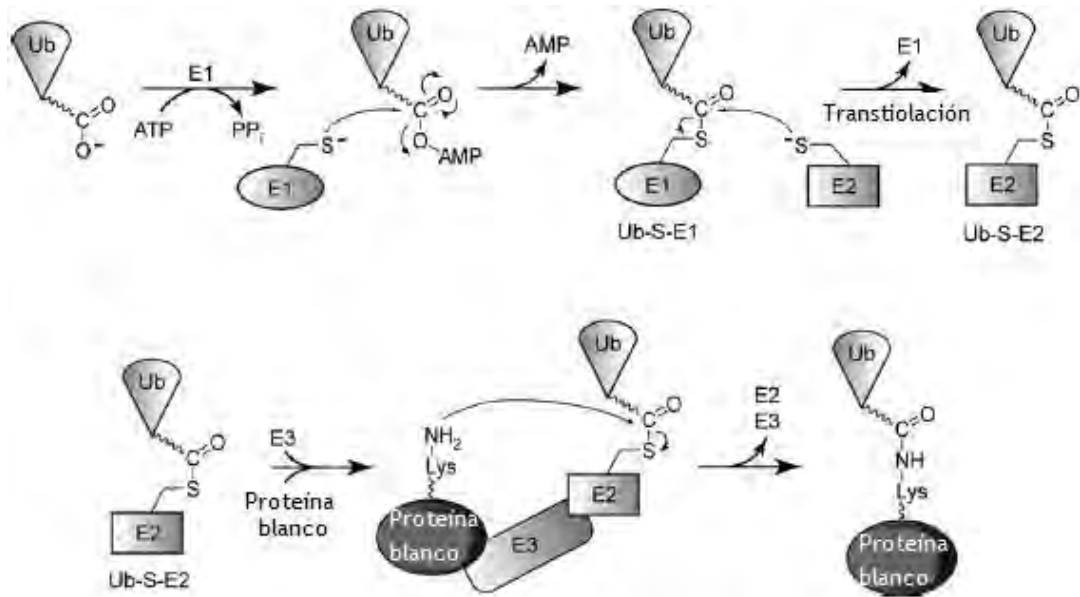 Ub
C
O
O-
E1
ATP
PPi
Ub
C
O
O
AMP
S-
E1
AMP
Ub
C
O
S
E1
Ub-S-E1
-S
E2
E1
Transtiolación
Ub
C
O
S
E2
Ub-S-E2
Ub
C
O
S
E2
Ub-S-E2
E3
Proteína
blanco
NH2
Lys
Proteína
blanco
E3
Ub
C
O
S
E2
E2
E3
Ub
C
O
NH
Lys
Proteína
blanco